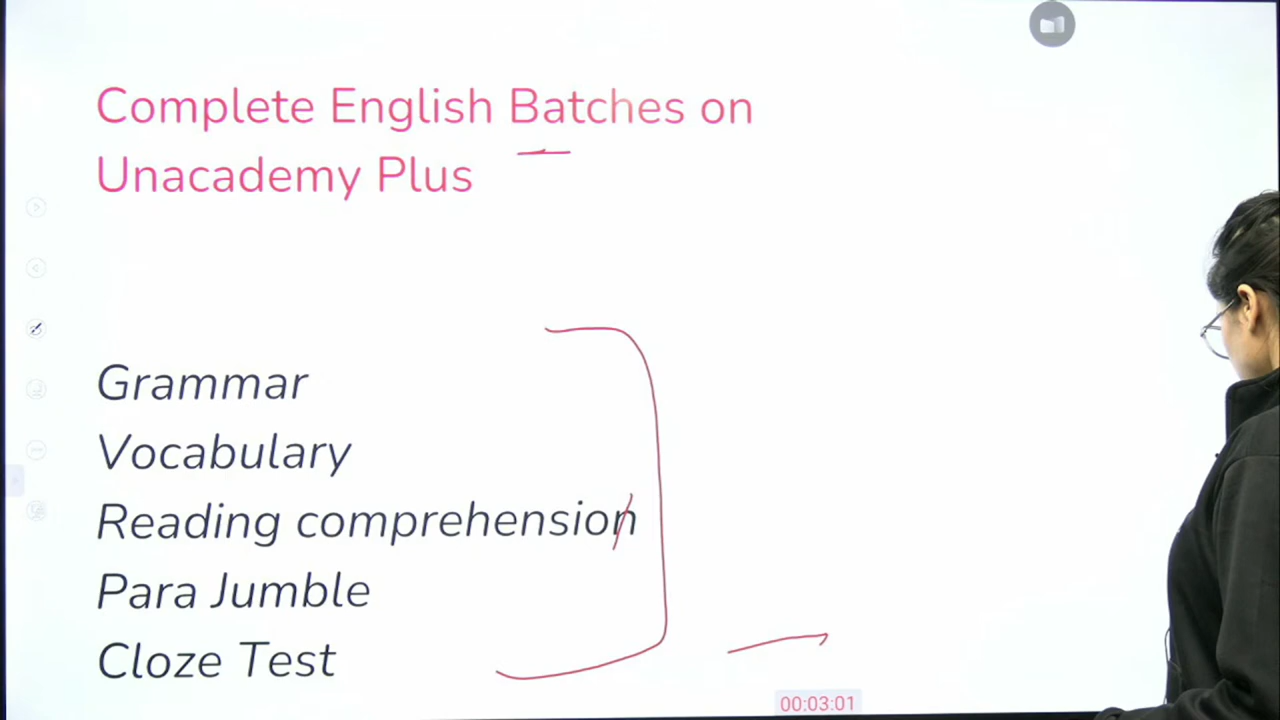 Complete English Batches on
Unacademy Plus
Grammar
Vocabulary
Reading comprehension
Para Jumble
Cloze Test
00:03:01